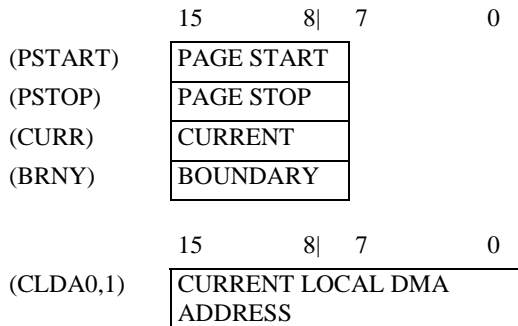 15 8| 7 0
(PSTART) PAGE START
(PSTOP) PAGE STOP
(CURR) CURRENT
(BRNY) BOUNDARY
15 8| 7 0
(CLDA0,1) CURRENT LOCAL DMA
ADDRESS